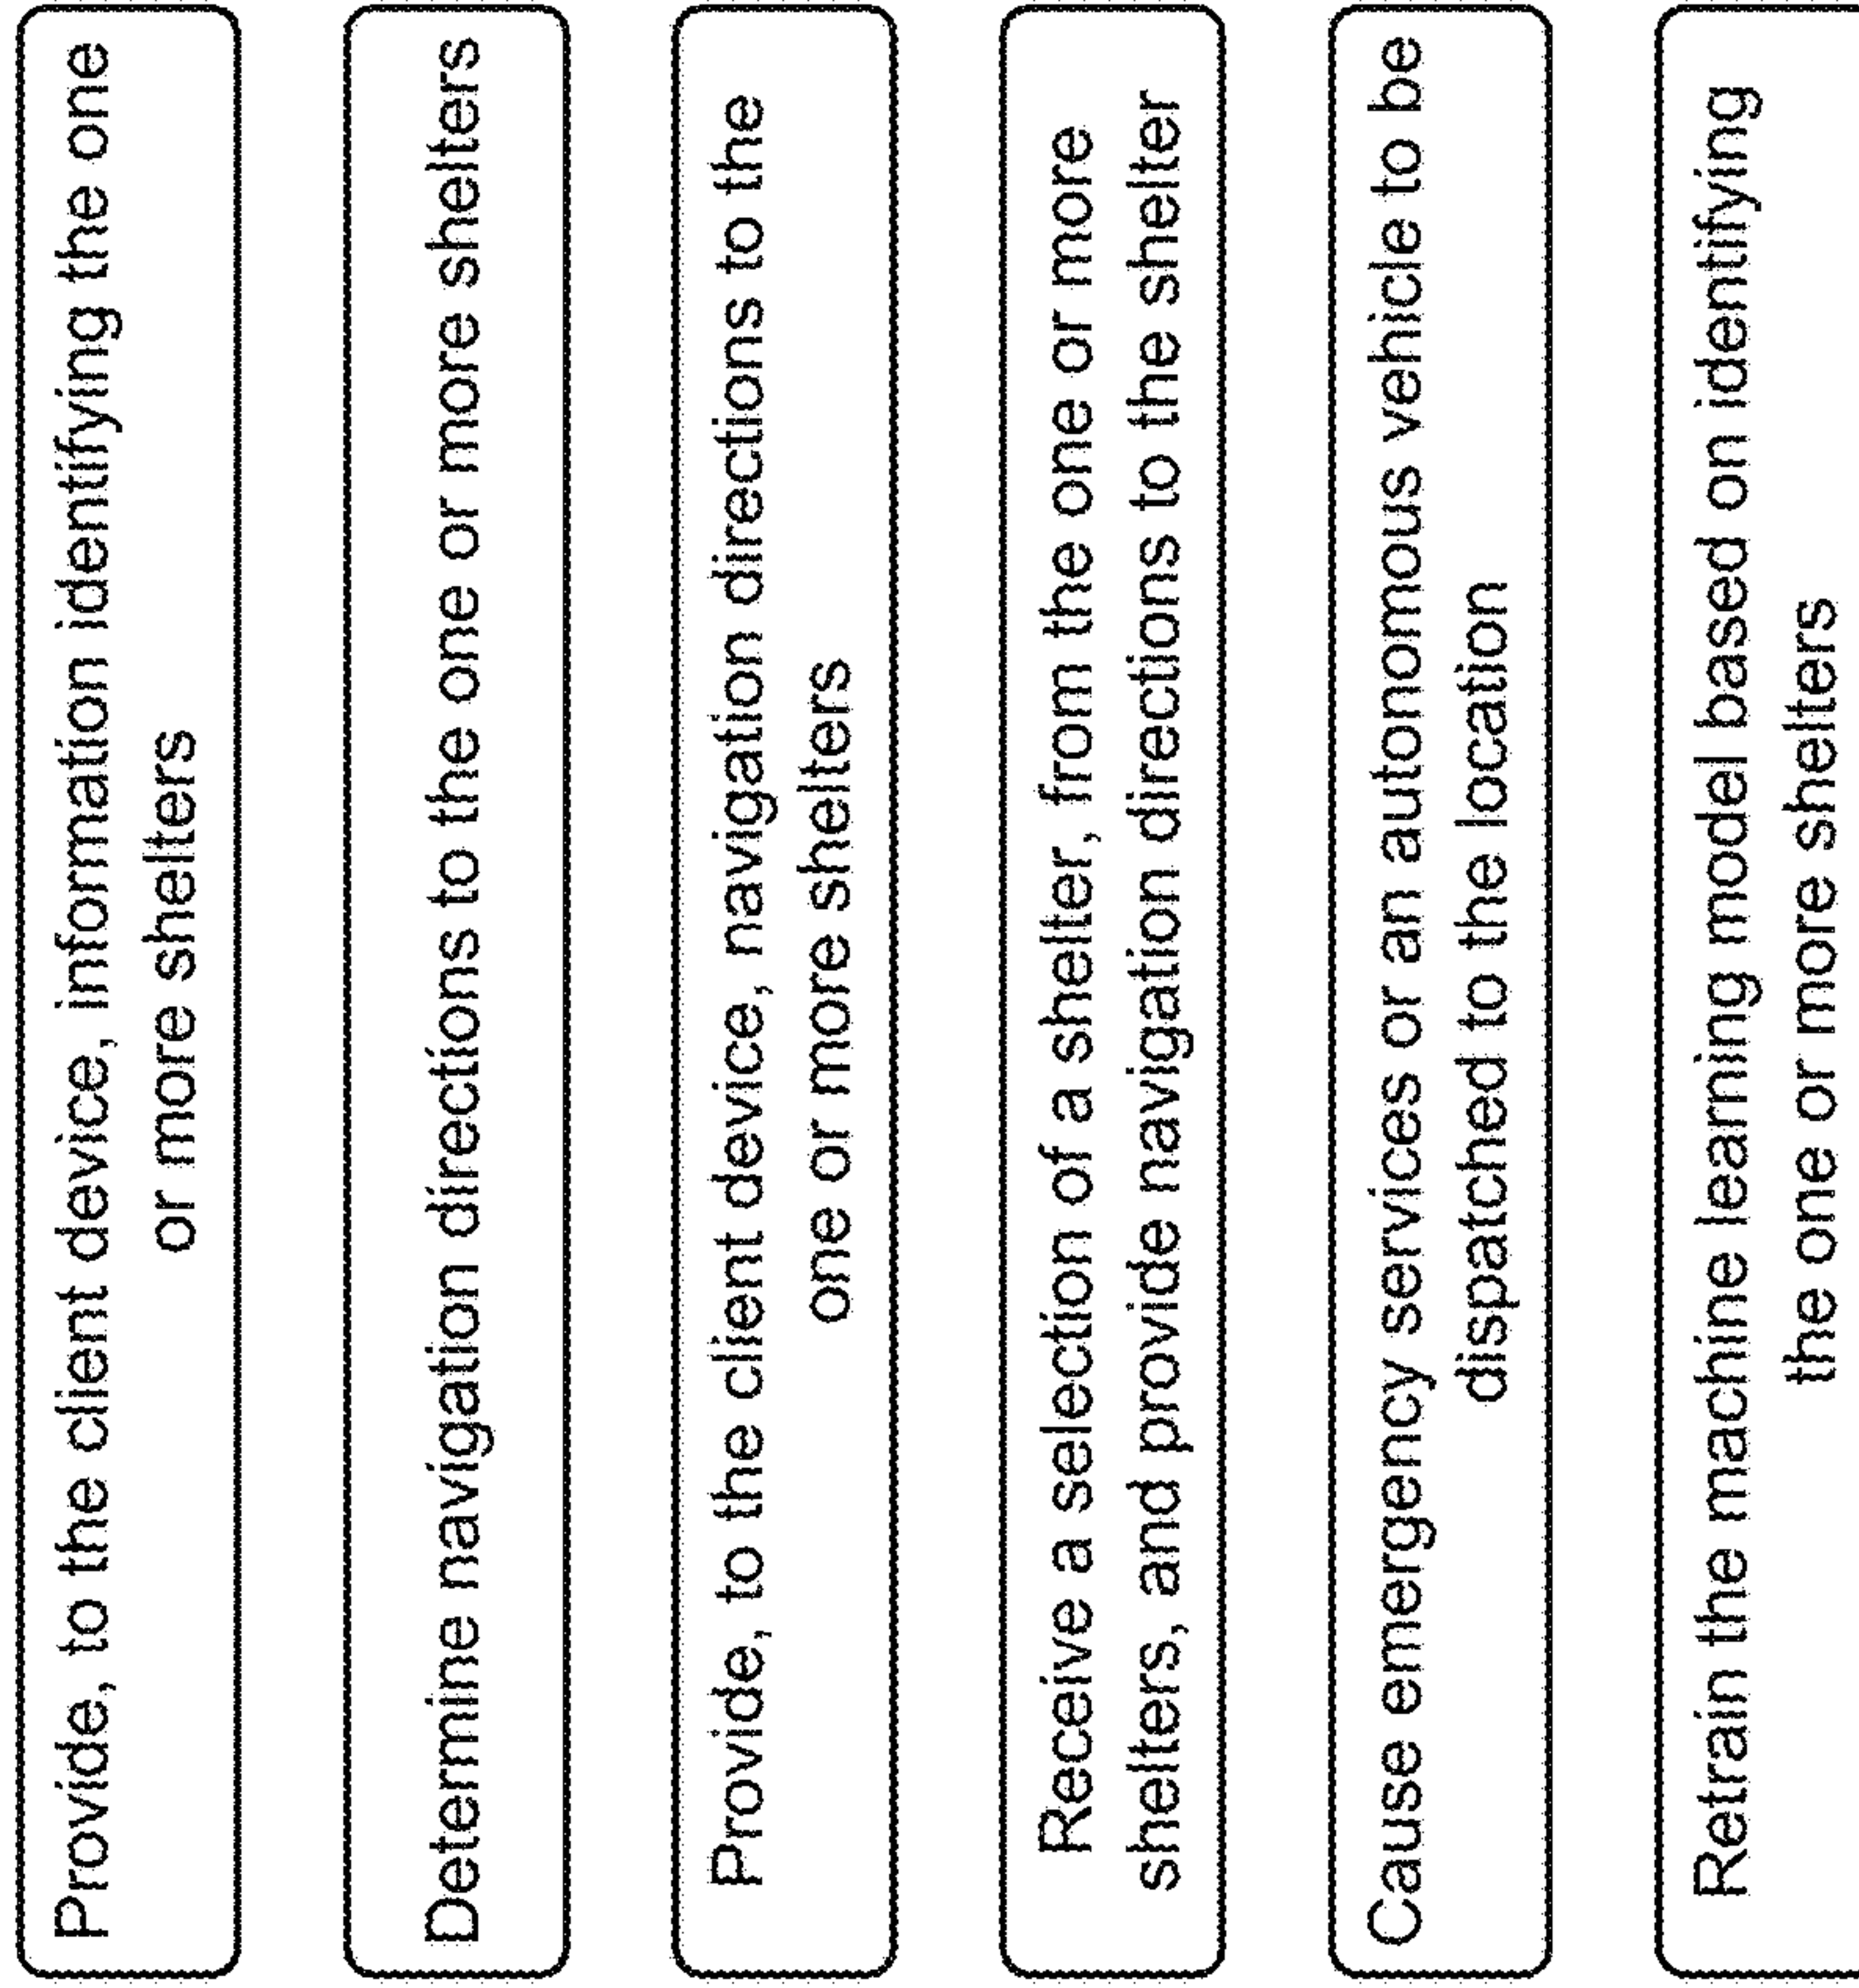 Provide, to the client device, information identifying the one
or more shelters
Determine navigation directions to the one or more shelters
Provide, to the client device, navigation directions to the
one or more shelters
Receive a selection of a shelter, from the one or more
shelters, and provide navigation directions to the shelter
Cause emergency services or an autonomous vehicle to be
dispatched to the location
Retrain the machine learning model based on identifying
the one or more shelters